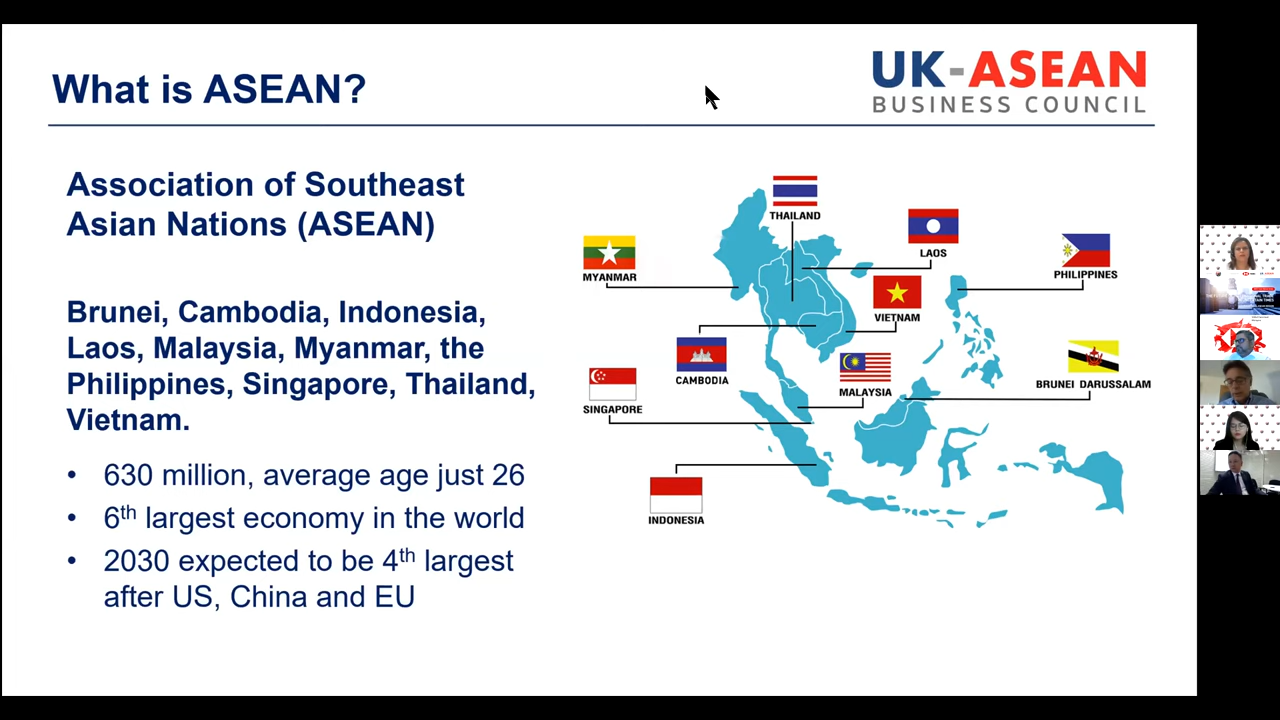 What is ASEAN?
UK-ASEAN
BUSINESS COUNCIL
Association of Southeast
Asian Nations (ASEAN)
Brunei, Cambodia, Indonesia,
Laos, Malaysia, Myanmar, the
Philippines, Singapore, Thailand,
Vietnam.
• 630 million, average age just 26
• 6th largest economy in the world
• 2030 expected to be 4th largest
after US, China and EU
THAILAND
LAOS
MYANMAR
PHILIPPINES
VIETNAM
CAMBODIA
MALAYSIA
BRUNEI DARUSSALAM
SINGAPORE
INDONESIA